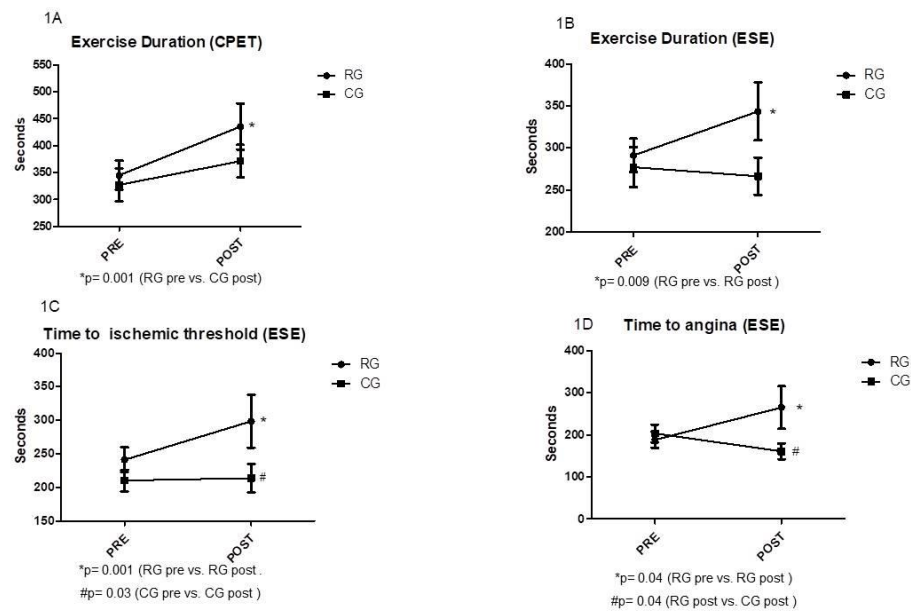 1A
Exercise Duration (CPET)
550
500
450
400
350
300
250
Seconds
PRE
POST
*
RG
CG
*p= 0.001 (RG pre vs. CG post)
1B
Exercise Duration (ESE)
400
350
300
250
200
Seconds
PRE
POST
*
RG
CG
*p= 0.009 (RG pre vs. RG post )
1C
Time to ischemic threshold (ESE)
400
350
300
250
200
150
Seconds
PRE
POST
*
#
RG
CG
*p= 0.001 (RG pre vs. RG post .
#p= 0.03 (CG pre vs. CG post )
1D
Time to angina (ESE)
400
300
200
100
0
Seconds
PRE
POST
*
#
RG
CG
*p= 0.04 (RG pre vs. RG post )
#p= 0.04 (RG post vs. CG post )